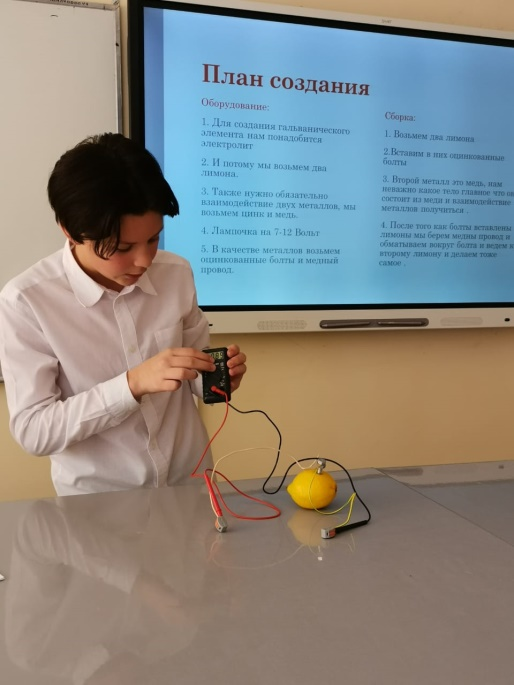 План создания
Оборудование:
1. Для создания гальванического
элемента нам понадобится
электролит
2. И потому мы возьмем два
лимона.
3. Также нужно обязательно
взаимодействие двух металлов, мы
возьмем цинк и медь.
4. Лампочка на 7-12 Вольт
5. В качестве металлов возьмем
оцинкованные болты и медный
провод.
Сборка:
1. Возьмем два лимона
2.Вставим в них оцинкованные
болты
3. Второй металл это медь, нам
неважно какое тело главное что
состоит из меди и взаимодействие
металлов получиться .
4. После того как болты вставлены
лимоны мы берем медны провод и
обматываем вокруг болта и ведем
второму лимону и делаем тоже
самое .